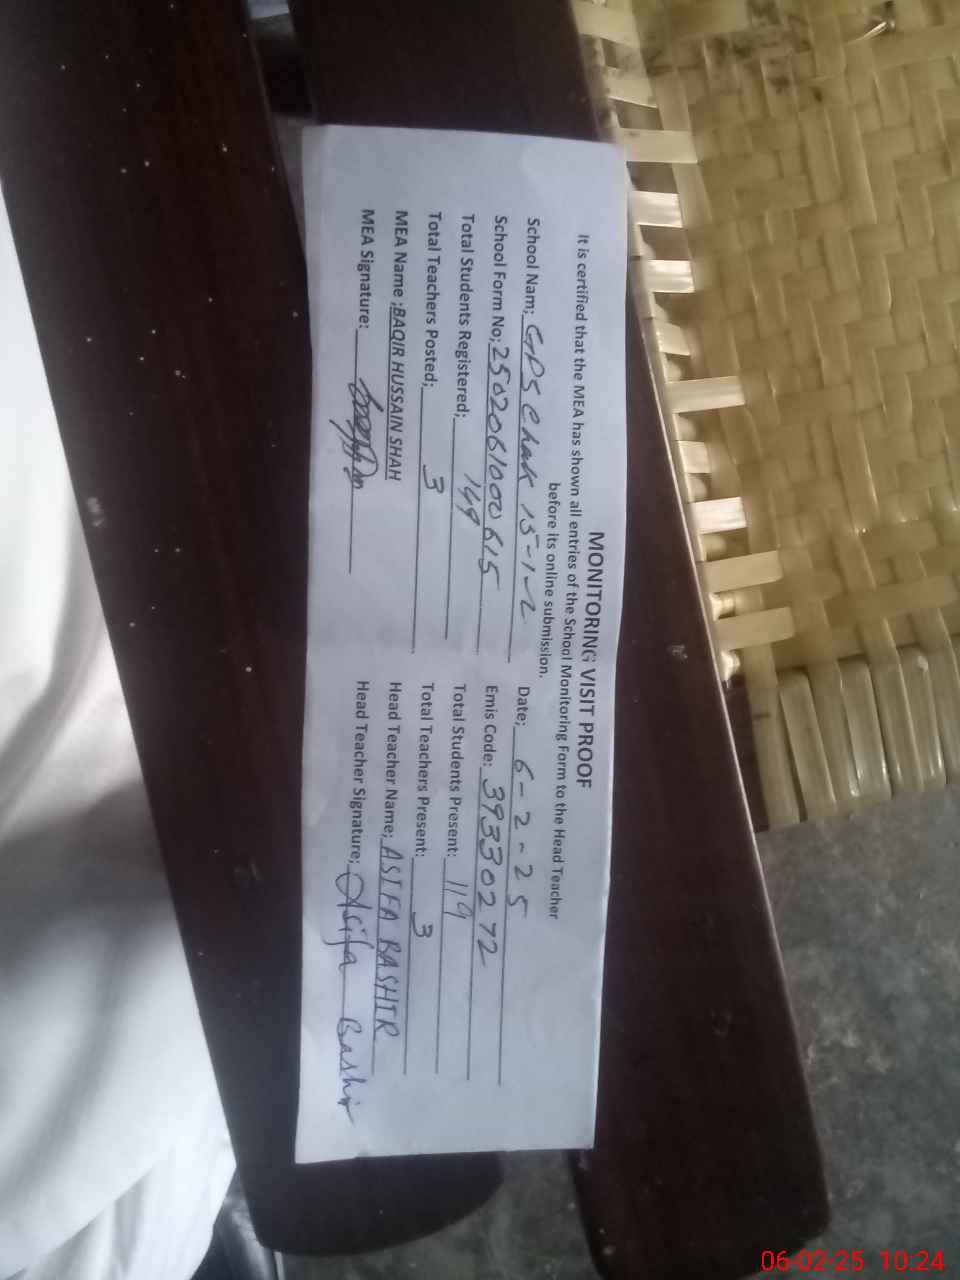 MONITORING VISIT PROOF
It is certified that the MEA has shown all entries of the School Monitoring Form to the Head Teacher
before its online submission.
School Nam; GPS Chak 15-1-L Date; 6-2-25
School Form No; 2502061000615 Emis Code: 39330272
Total Students Registered; 149 Total Students Present: 119
Total Teachers Posted; 3 Total Teachers Present: 3
MEA Name ;BAQIR HUSSAIN SHAH Head Teacher Name; ASIFA BASHIR
MEA Signature: Head Teacher Signature; Asifa Bashir
06-02-25 10:24